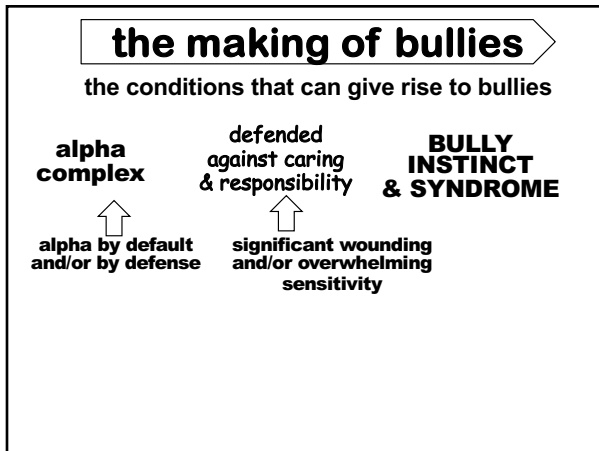 the making of bullies
the conditions that can give rise to bullies
alpha
complex
defended
against caring
& responsibility
BULLY
INSTINCT
& SYNDROME
alpha by default
and/or by defense
significant wounding
and/or overwhelming
sensitivity